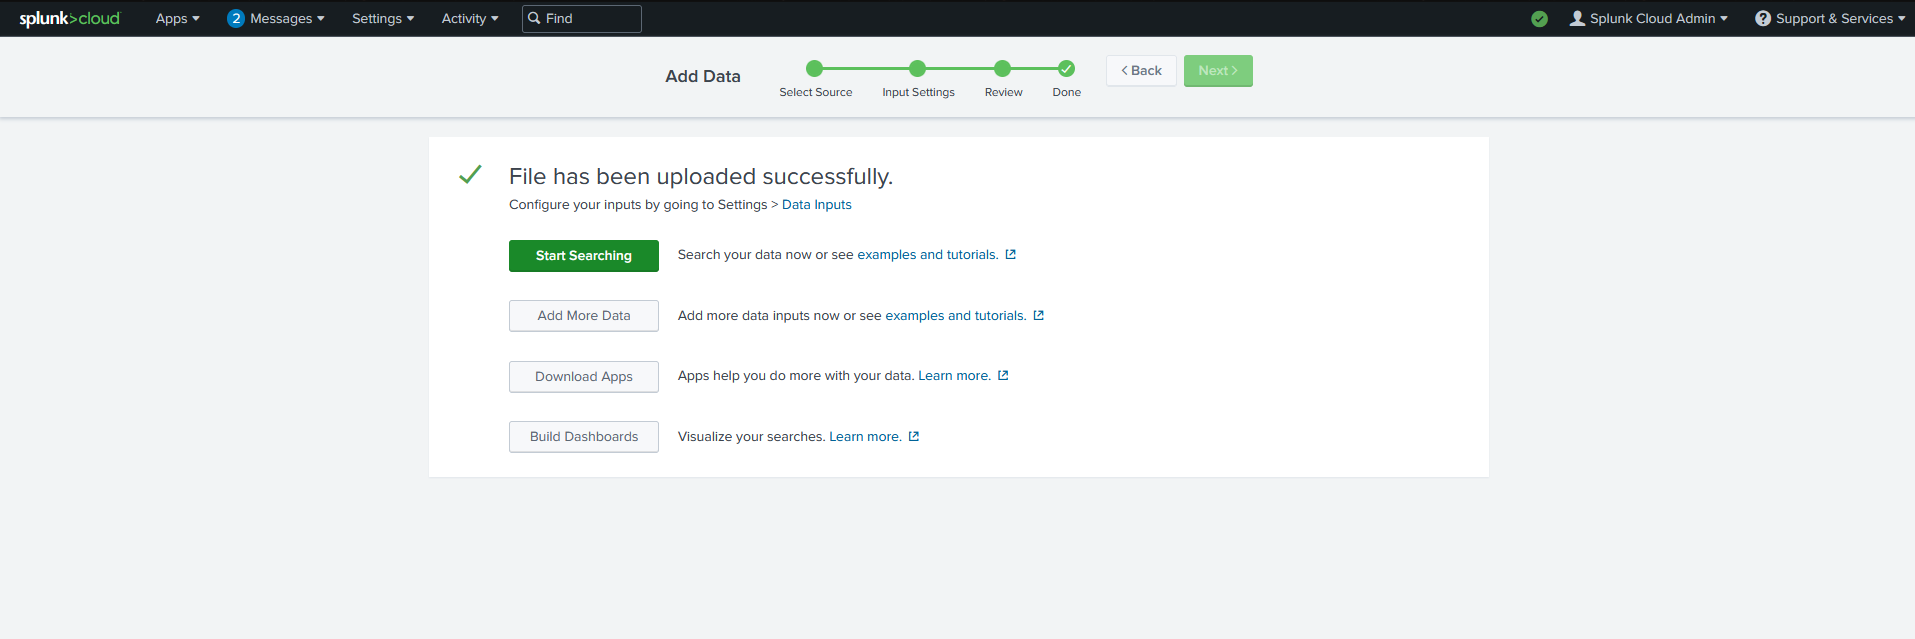 splunk>cloud Apps 2 Messages Settings Activity Find Splunk Cloud Admin ? Support & Services
Add Data Select Source Input Settings Review Done < Back Next >
File has been uploaded successfully.
Configure your inputs by going to Settings > Data Inputs
Start Searching Search your data now or see examples and tutorials.
Add More Data Add more data inputs now or see examples and tutorials.
Download Apps Apps help you do more with your data. Learn more.
Build Dashboards Visualize your searches. Learn more.